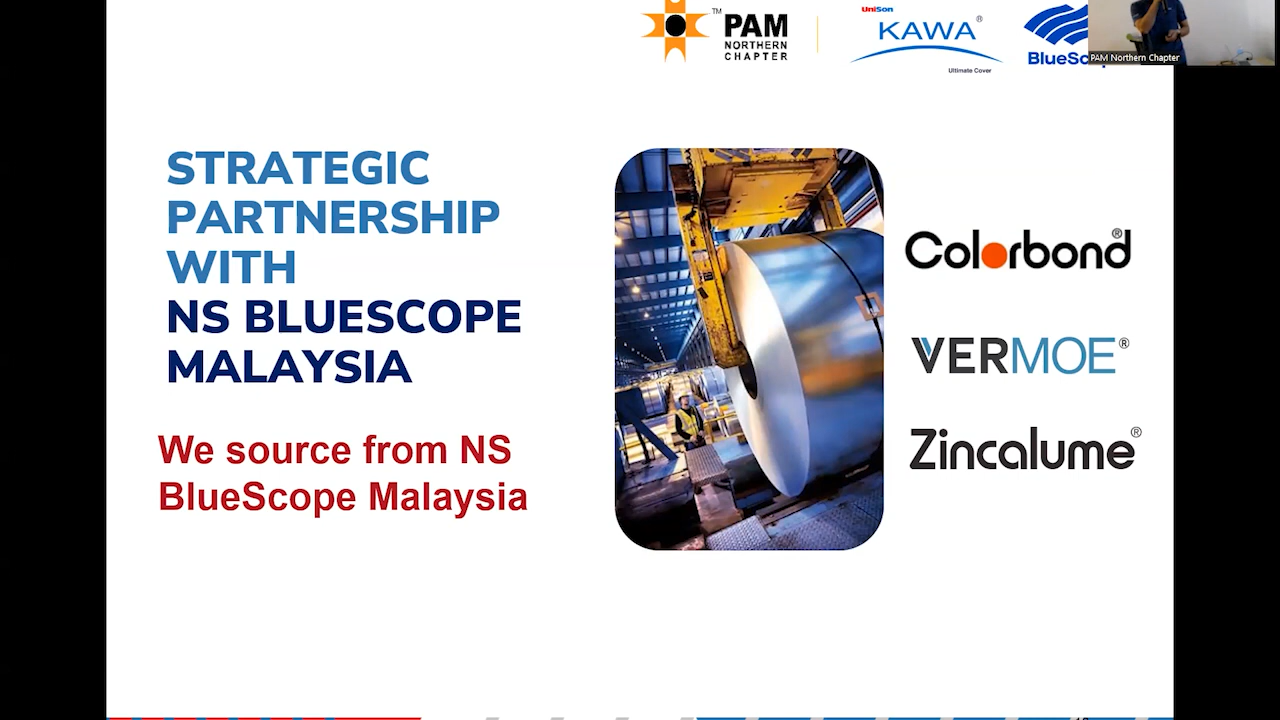 TM
PAM
NORTHERN
CHAPTER
UniSon
KAWA®
Ultimate Cover
PAM Northern Chapter
STRATEGIC
PARTNERSHIP
WITH
NS BLUESCOPE
MALAYSIA
We source from NS
BlueScope Malaysia
Colorbond®
VERMOE®
Zincalume®